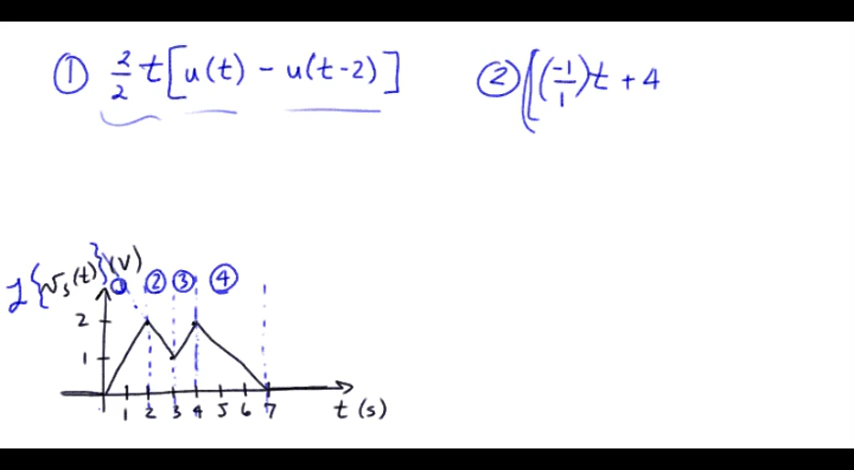 ① 2/2 t[u(t) - u(t-2)] ② [(-1/1)t + 4
ℒ{v_s(t)}(V) ① ② ③ ④
2
1
1 2 3 4 5 6 7 t (s)